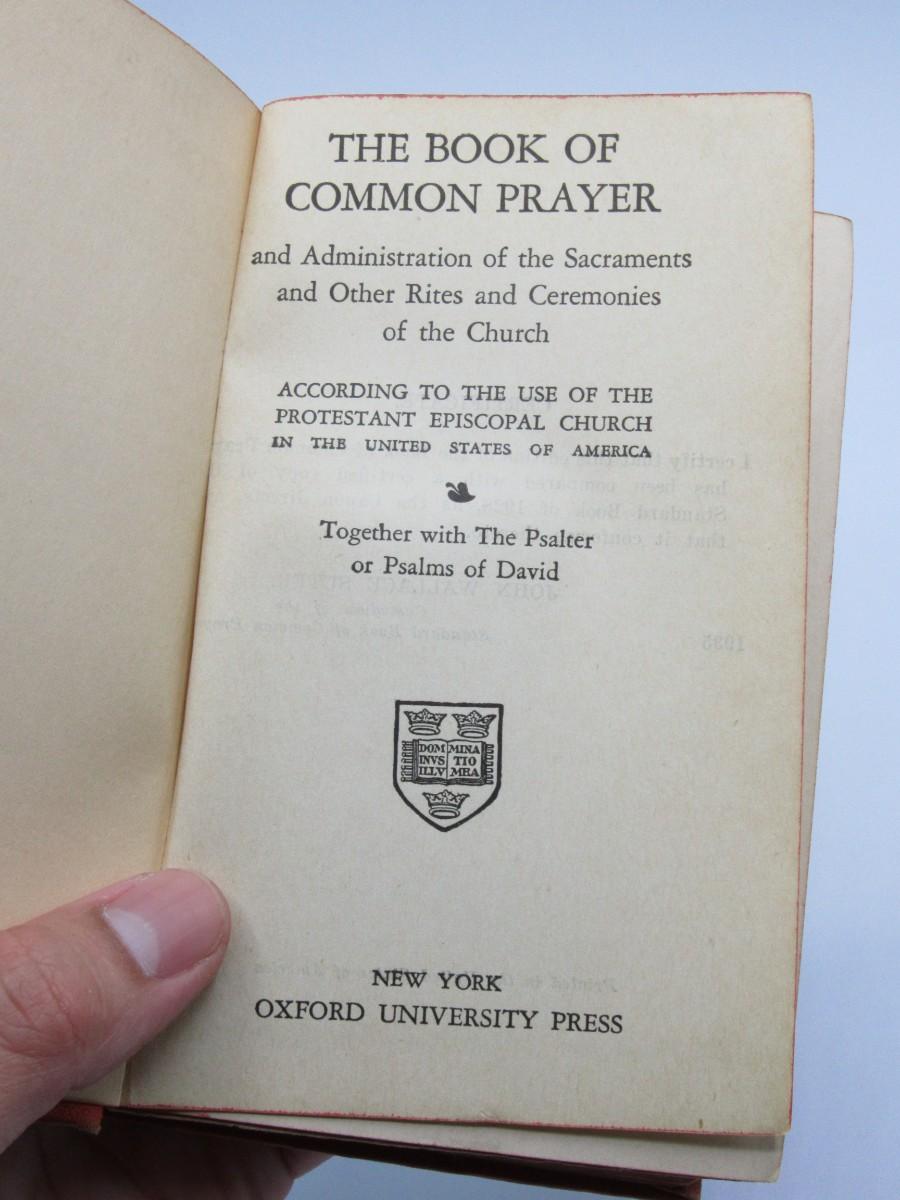 THE BOOK OF
COMMON PRAYER
and Administration of the Sacraments
and Other Rites and Ceremonies
of the Church
ACCORDING TO THE USE OF THE
PROTESTANT EPISCOPAL CHURCH
IN THE UNITED STATES OF AMERICA
Together with The Psalter
or Psalms of David
DOM MINA
INVS TIO
ILLV MEA
NEW YORK
OXFORD UNIVERSITY PRESS